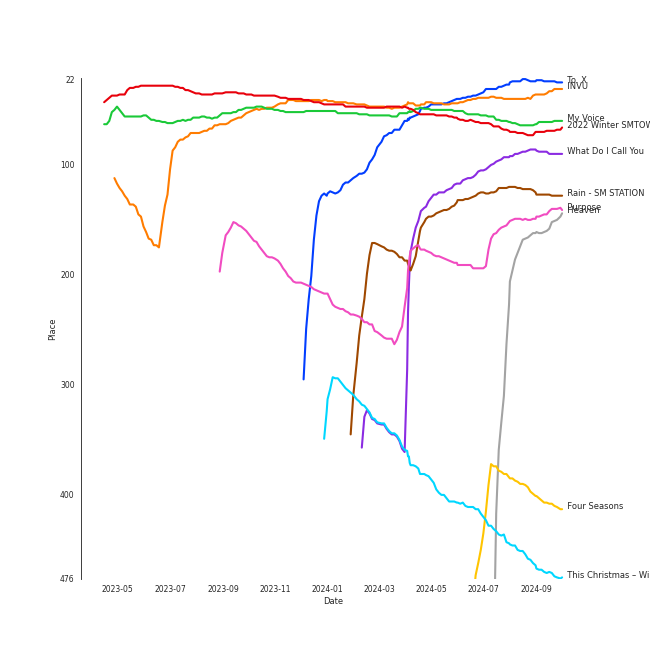 22
100
200
300
400
476
Place
2023-05
2023-07
2023-09
2023-11
2024-01
2024-03
2024-05
2024-07
2024-09
Date
To. X
INVU
My Voice
2022 Winter SMTOW
What Do I Call You
Rain - SM STATION
Purpose
Heaven
Four Seasons
This Christmas – Wi